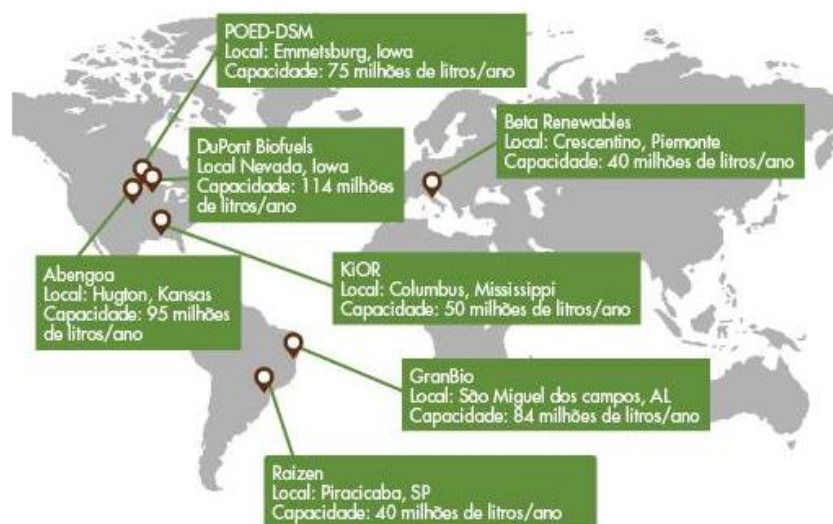 POED-DSM
Local: Emmetsburg, Iowa
Capacidade: 75 milhões de litros/ano
DuPont Biofuels
Local Nevada, Iowa
Capacidade: 114 milhões
de litros/ano
Beta Renewables
Local: Crescentino, Piemonte
Capacidade: 40 milhões de litros/ano
Abengoa
Local: Hugton, Kansas
Capacidade: 95 milhões
de litros/ano
KiOR
Local: Columbus, Mississippi
Capacidade: 50 milhões de litros/ano
GranBio
Local: São Miguel dos campos, AL
Capacidade: 84 milhões de litros/ano
Raizen
Local: Piracicaba, SP
Capacidade: 40 milhões de litros/ano